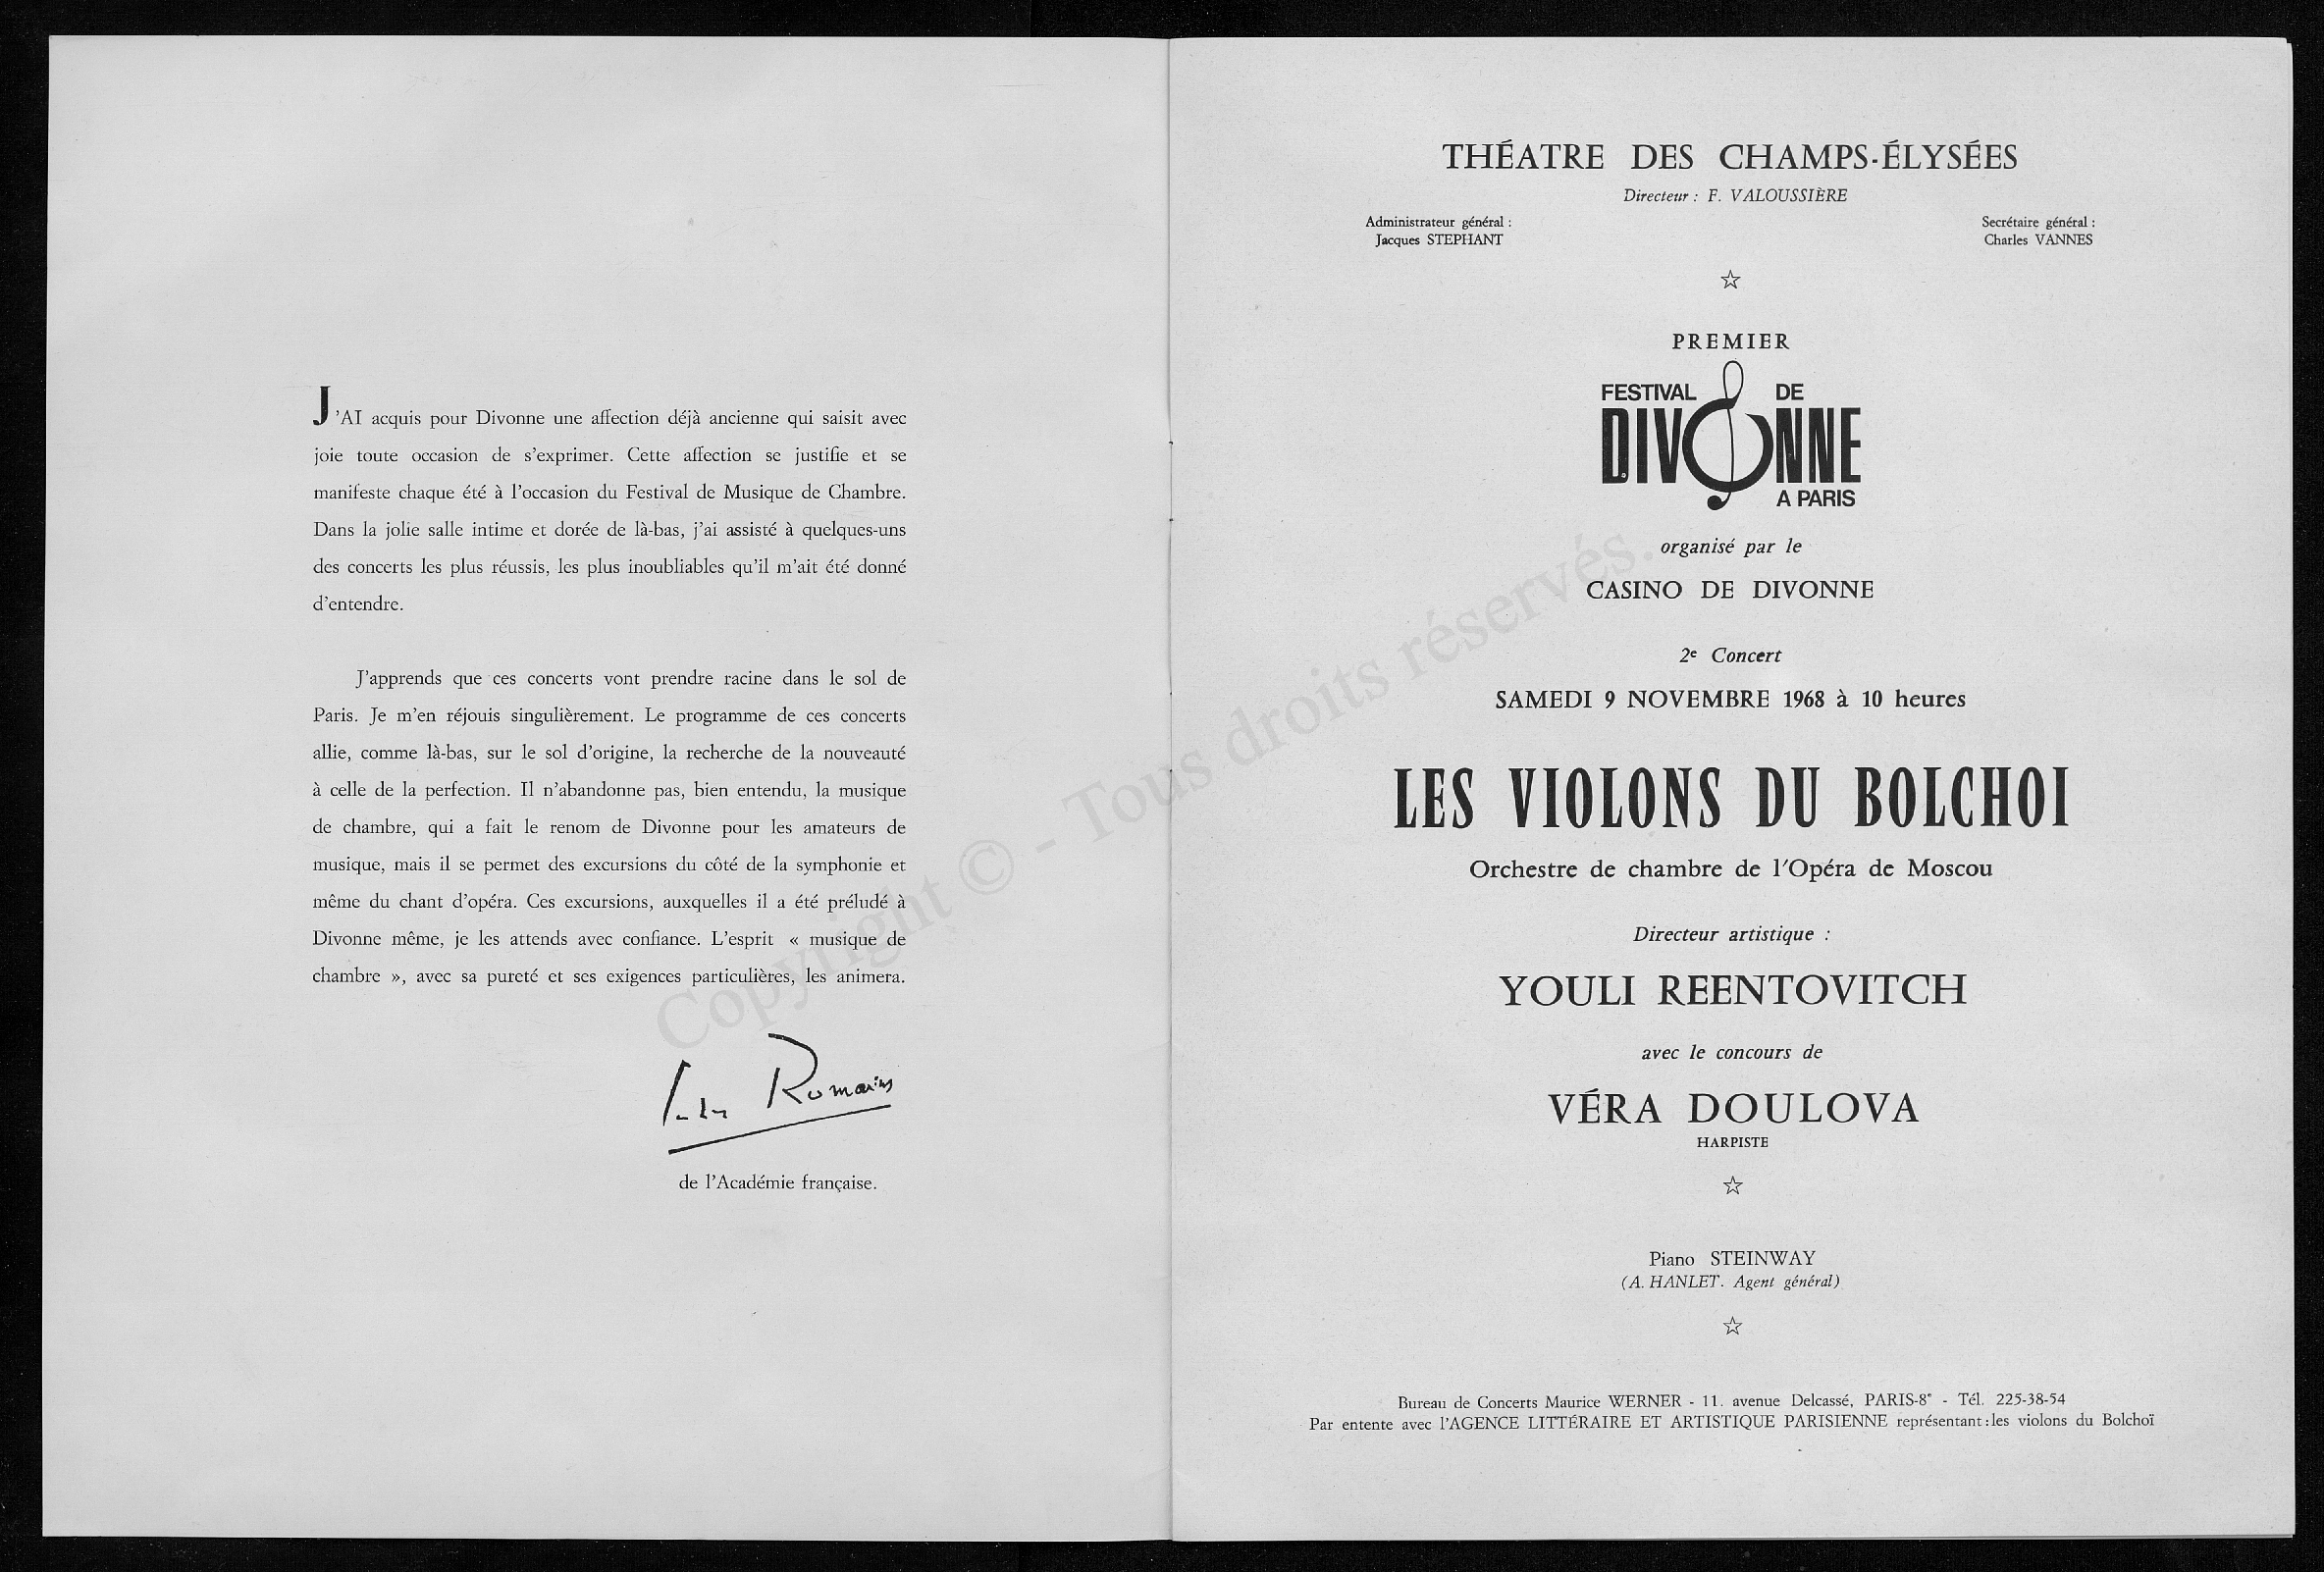 J'AI acquis pour Divonne une affection déjà ancienne qui saisit avec
joie toute occasion de s'exprimer. Cette affection se justifie et se
manifeste chaque été à l'occasion du Festival de Musique de Chambre.
Dans la jolie salle intime et dorée de là-bas, j'ai assisté à quelques-uns
des concerts les plus réussis, les plus inoubliables qu'il m'ait été donné
d'entendre.
J'apprends que ces concerts vont prendre racine dans le sol de
Paris. Je m'en réjouis singulièrement. Le programme de ces concerts
allie, comme là-bas, sur le sol d'origine, la recherche de la nouveauté
à celle de la perfection. Il n'abandonne pas, bien entendu, la musique
de chambre, qui a fait le renom de Divonne pour les amateurs de
musique, mais il se permet des excursions du côté de la symphonie et
même du chant d'opéra. Ces excursions, auxquelles il a été préludé à
Divonne même, je les attends avec confiance. L'esprit « musique de
chambre », avec sa pureté et ses exigences particulières, les animera.
Jules Romains
de l'Académie française.
THÉATRE DES CHAMPS-ÉLYSÉES
Directeur : F. VALOUSSIÈRE
Administrateur général :
Jacques STEPHANT
Secrétaire général :
Charles VANNES
PREMIER
FESTIVAL DE
DIVONNE
A PARIS
organisé par le
CASINO DE DIVONNE
2e Concert
SAMEDI 9 NOVEMBRE 1968 à 10 heures
LES VIOLONS DU BOLCHOI
Orchestre de chambre de l'Opéra de Moscou
Directeur artistique :
YOULI REENTOVITCH
avec le concours de
VÉRA DOULOVA
HARPISTE
Piano STEINWAY
(A. HANLET. Agent général)
Bureau de Concerts Maurice WERNER - 11. avenue Delcassé, PARIS-8e - Tél. 225-38-54
Par entente avec l'AGENCE LITTÉRAIRE ET ARTISTIQUE PARISIENNE représentant : les violons du Bolchoï
Copyright © - Tous droits réservés.